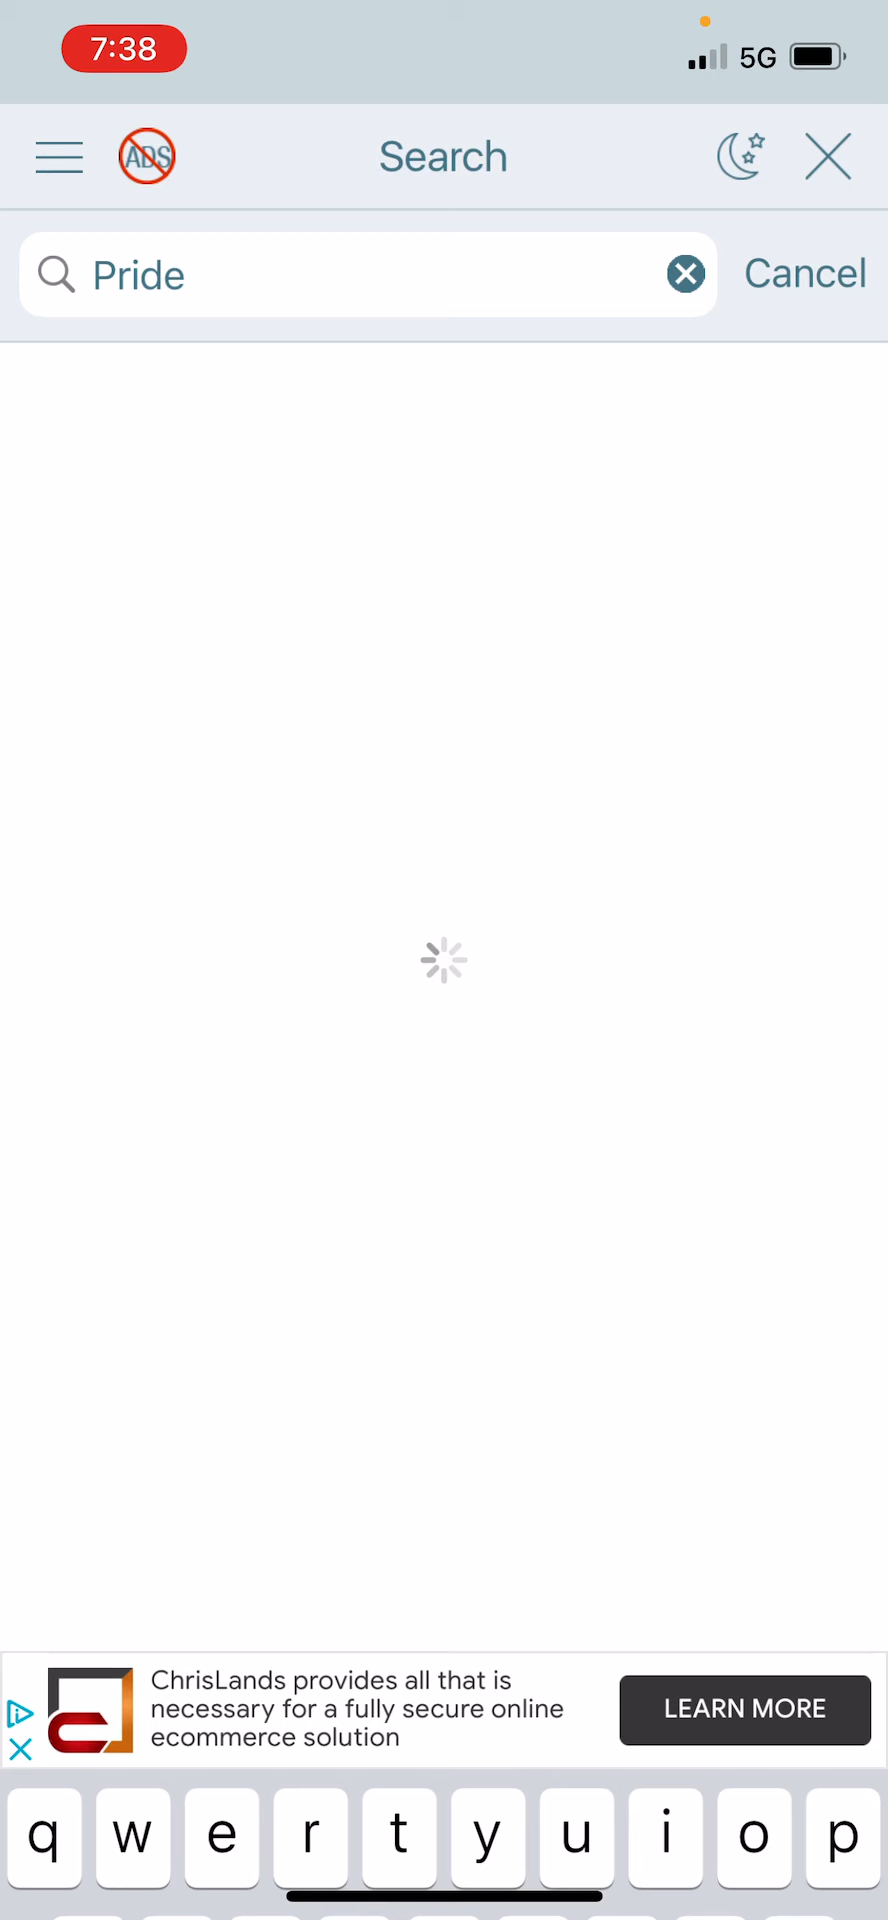 7:38
5G
ADS
Search
Pride
Cancel
ChrisLands provides all that is
necessary for a fully secure online
ecommerce solution
LEARN MORE
q w e r t y u i o p